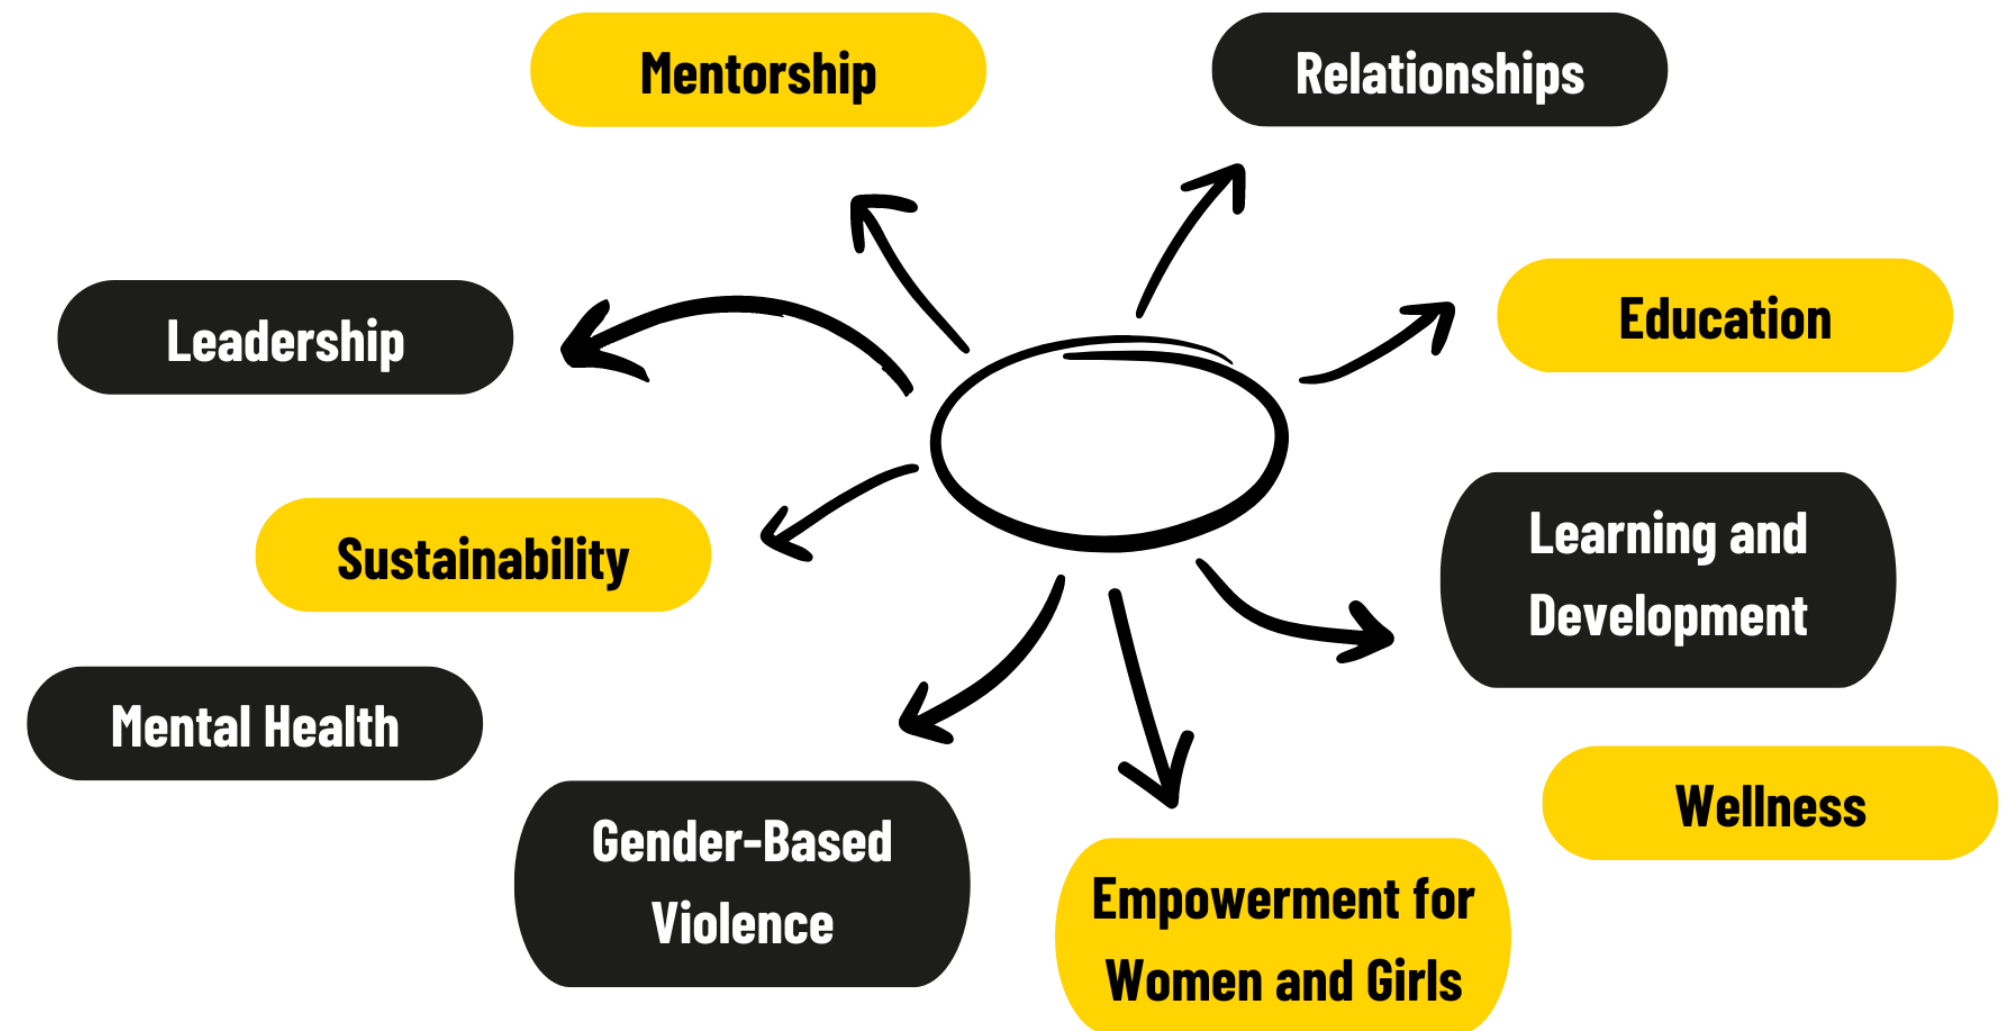 Mentorship
Relationships
Leadership
Education
Sustainability
Learning and
Development
Mental Health
Wellness
Gender-Based
Violence
Empowerment for
Women and Girls